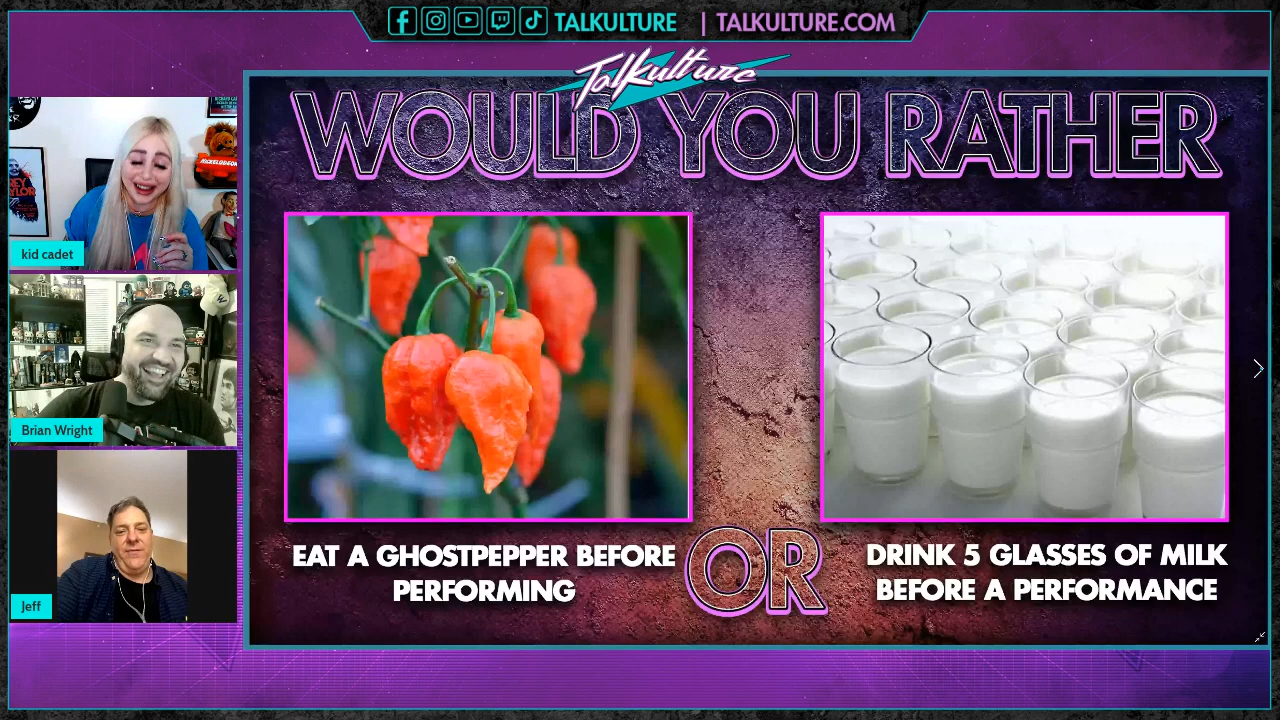 TALKULTURE | TALKULTURE.COM
Talkulture
WOULD YOU RATHER
NICKELODEON
kid cadet
Brian Wright
Jeff
EAT A GHOSTPEPPER BEFORE
PERFORMING
OR
DRINK 5 GLASSES OF MILK
BEFORE A PERFORMANCE